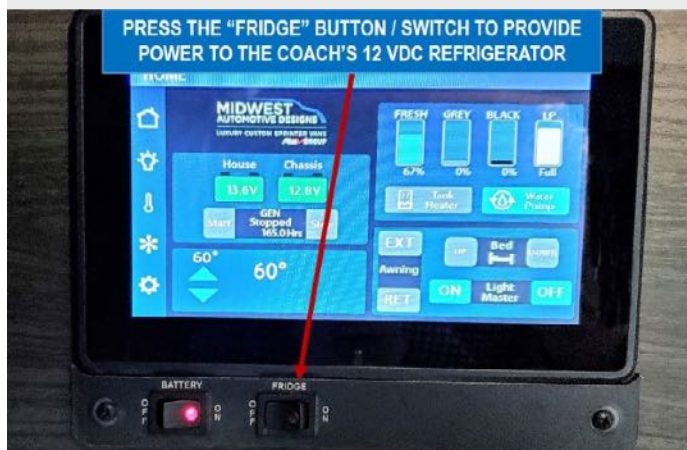 PRESS THE “FRIDGE” BUTTON / SWITCH TO PROVIDE
POWER TO THE COACH’S 12 VDC REFRIGERATOR
HOME
MIDWEST
AUTOMOTIVE DESIGNS
LUXURY CUSTOM SPRINTER VANS
House Chassis
13.6V 12.8V
Start GEN
Stopped
165.0 Hrs
60°
60°
FRESH GREY BLACK LP
67% 0% 0% Full
Tank
Heater
Water
Pump
EXT
Awning
RET
UP Bed DOWN
ON Light
Master OFF
BATTERY FRIDGE
OFF ON OFF ON